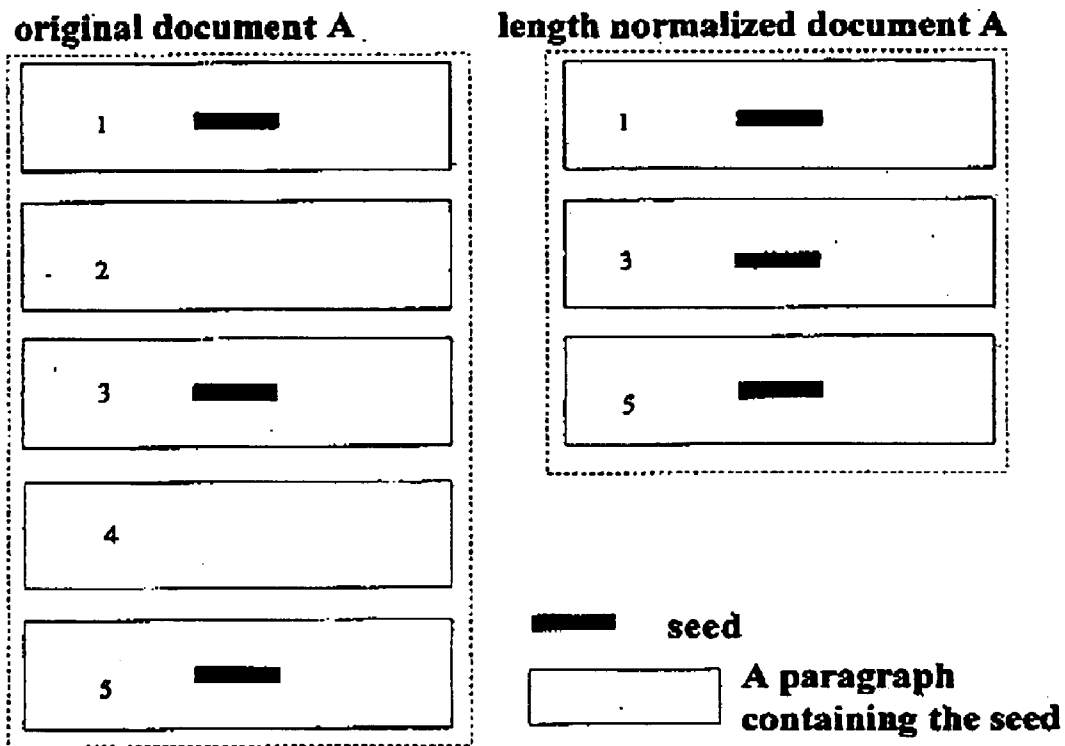 original document A
1
2
3
4
5
length normalized document A
1
3
5
seed
A paragraph
containing the seed